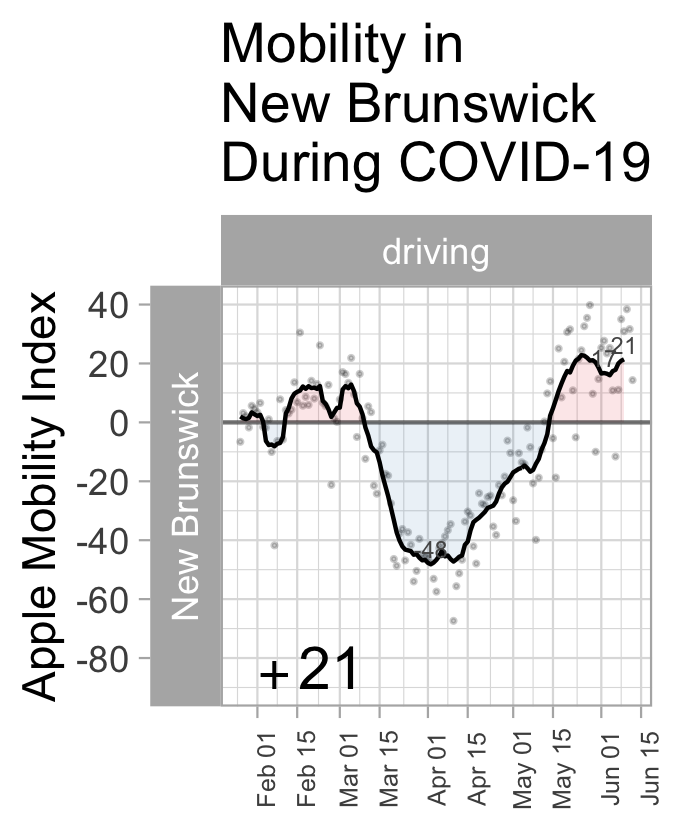 Mobility in
New Brunswick
During COVID-19
driving
Apple Mobility Index
New Brunswick
40
20
0
-20
-40
-60
-80
21
17
-48
+21
Feb 01
Feb 15
Mar 01
Mar 15
Apr 01
Apr 15
May 01
May 15
Jun 01
Jun 15